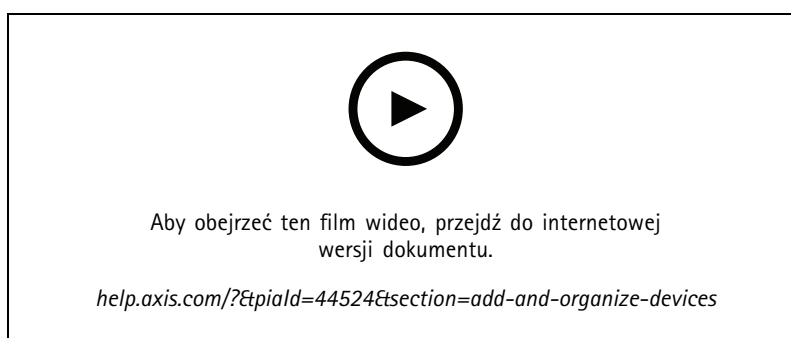 Aby obejrzeć ten film wideo, przejdź do internetowej
wersji dokumentu.
help.axis.com/?&piaId=44524&section=add-and-organize-devices